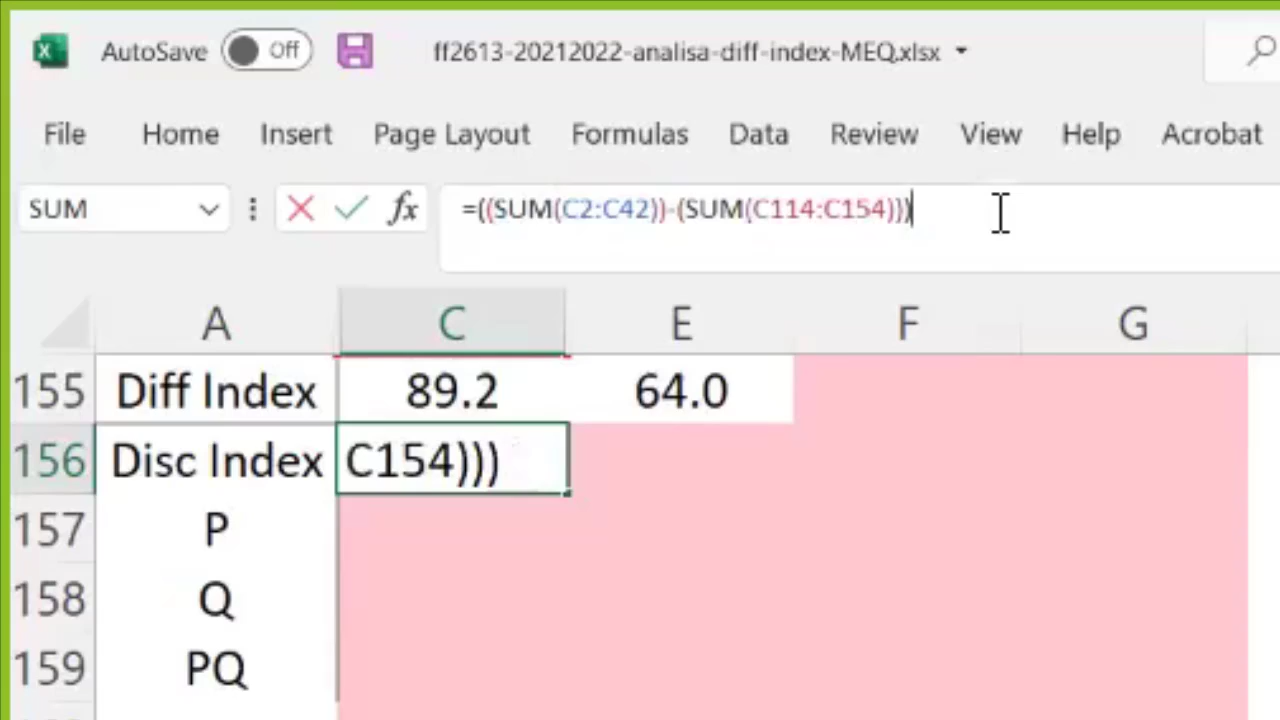 AutoSave Off ff2613-20212022-analisa-diff-index-MEQ.xlsx
File Home Insert Page Layout Formulas Data Review View Help Acrobat
SUM fx =((SUM(C2:C42))-(SUM(C114:C154)))
A C E F G
155 Diff Index 89.2 64.0
156 Disc Index C154)))
157 P
158 Q
159 PQ